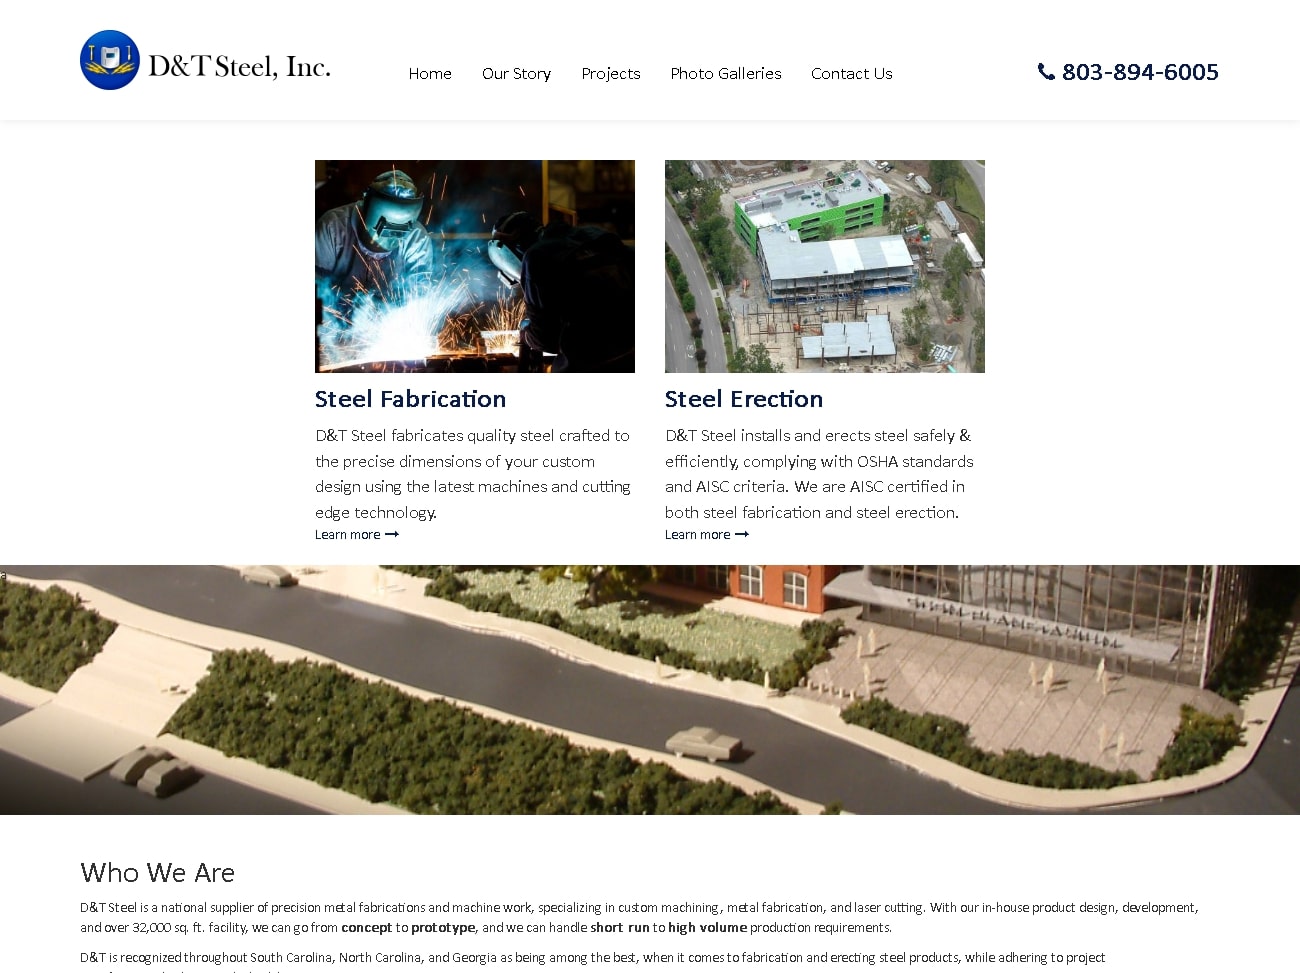 D&T Steel, Inc.
Home
Our Story
Projects
Photo Galleries
Contact Us
803-894-6005
Steel Fabrication
D&T Steel fabricates quality steel crafted to
the precise dimensions of your custom
design using the latest machines and cutting
edge technology.
Learn more
Steel Erection
D&T Steel installs and erects steel safely &
efficiently, complying with OSHA standards
and AISC criteria. We are AISC certified in
both steel fabrication and steel erection.
Learn more
a
Who We Are
D&T Steel is a national supplier of precision metal fabrications and machine work, specializing in custom machining, metal fabrication, and laser cutting. With our in-house product design, development,
and over 32,000 sq. ft. facility, we can go from concept to prototype, and we can handle short run to high volume production requirements.
D&T is recognized throughout South Carolina, North Carolina, and Georgia as being among the best, when it comes to fabrication and erecting steel products, while adhering to project